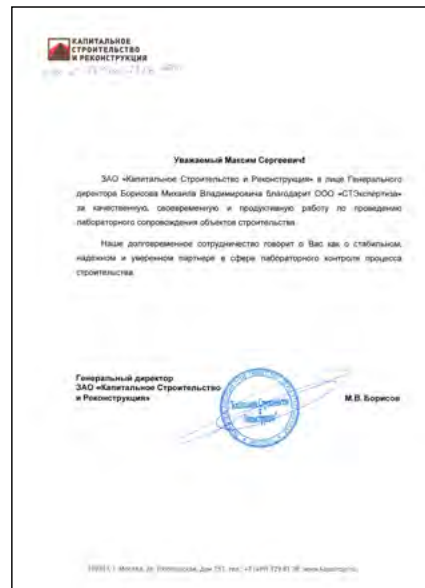 КАПИТАЛЬНОЕ
СТРОИТЕЛЬСТВО
И РЕКОНСТРУКЦИЯ
Уважаемый Максим Сергеевич!
ЗАО «Капитальное Строительство и Реконструкция» в лице Генерального
директора Борисова Михаила Владимировича благодарит ООО «СТЭкспертиза»
за качественную, своевременную и продуктивную работу по проведению
лабораторного сопровождения объектов строительства.
Наше долговременное сотрудничество говорит о Вас как о стабильном,
надежном и уверенном партнере в сфере лабораторного контроля процесса
строительства.
Генеральный директор
ЗАО «Капитальное Строительство
и Реконструкция»
М.В. Борисов
Москва